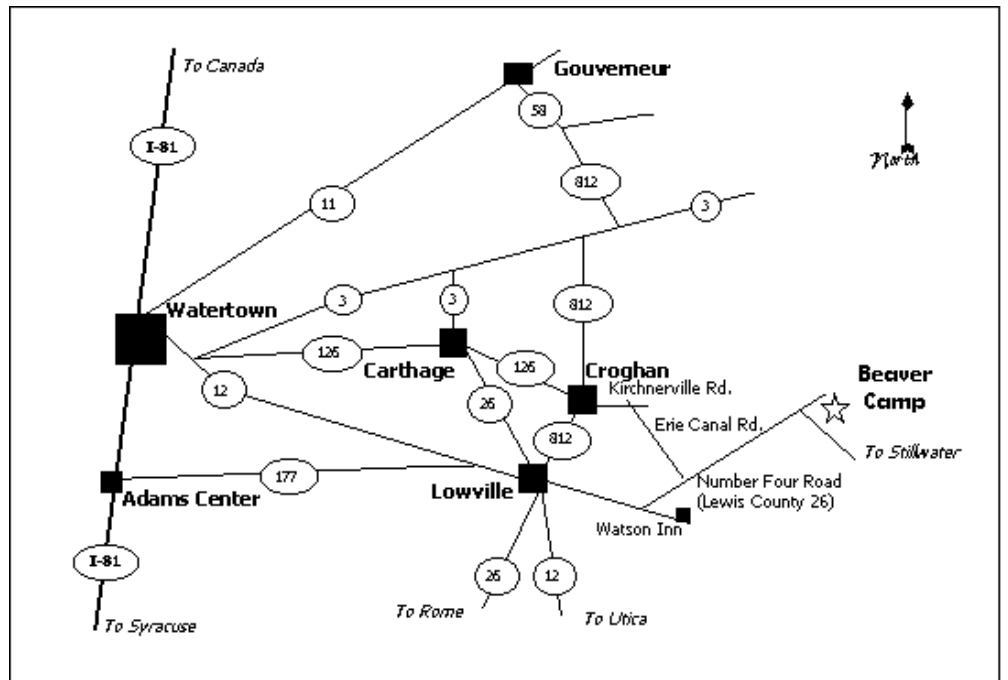 To Canada
Gouverneur
58
I-81
North
812
11
3
3
3
812
Watertown
126
Carthage
126
Croghan
Kirchnerville Rd.
Beaver
Camp
12
26
Erie Canal Rd.
812
To Stillwater
177
Adams Center
Lowville
Number Four Road
(Lewis County 26)
Watson Inn
I-81
26
12
To Rome
To Utica
To Syracuse